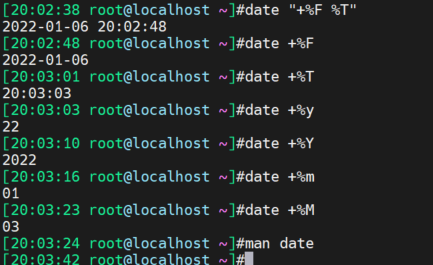 [20:02:38 root@localhost ~]#date "+%F %T"
2022-01-06 20:02:48
[20:02:48 root@localhost ~]#date +%F
2022-01-06
[20:03:01 root@localhost ~]#date +%T
20:03:03
[20:03:03 root@localhost ~]#date +%y
22
[20:03:10 root@localhost ~]#date +%Y
2022
[20:03:16 root@localhost ~]#date +%m
01
[20:03:23 root@localhost ~]#date +%M
03
[20:03:24 root@localhost ~]#man date
[20:03:42 root@localhost ~]#